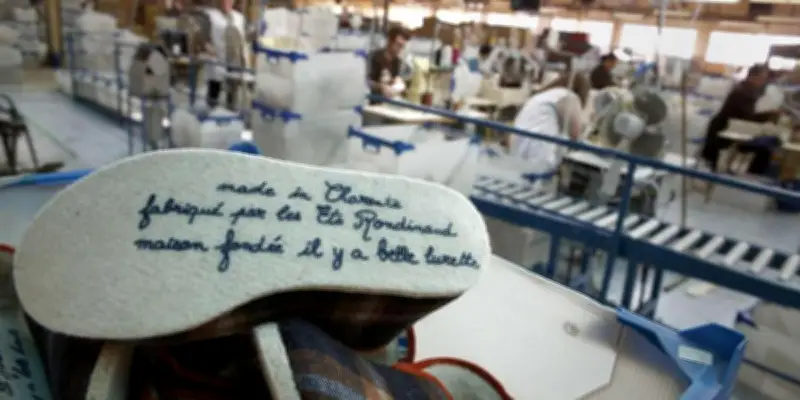 made in Charente
fabriqué par les Ets Rondinaud
maison fondée il y a belle lurette